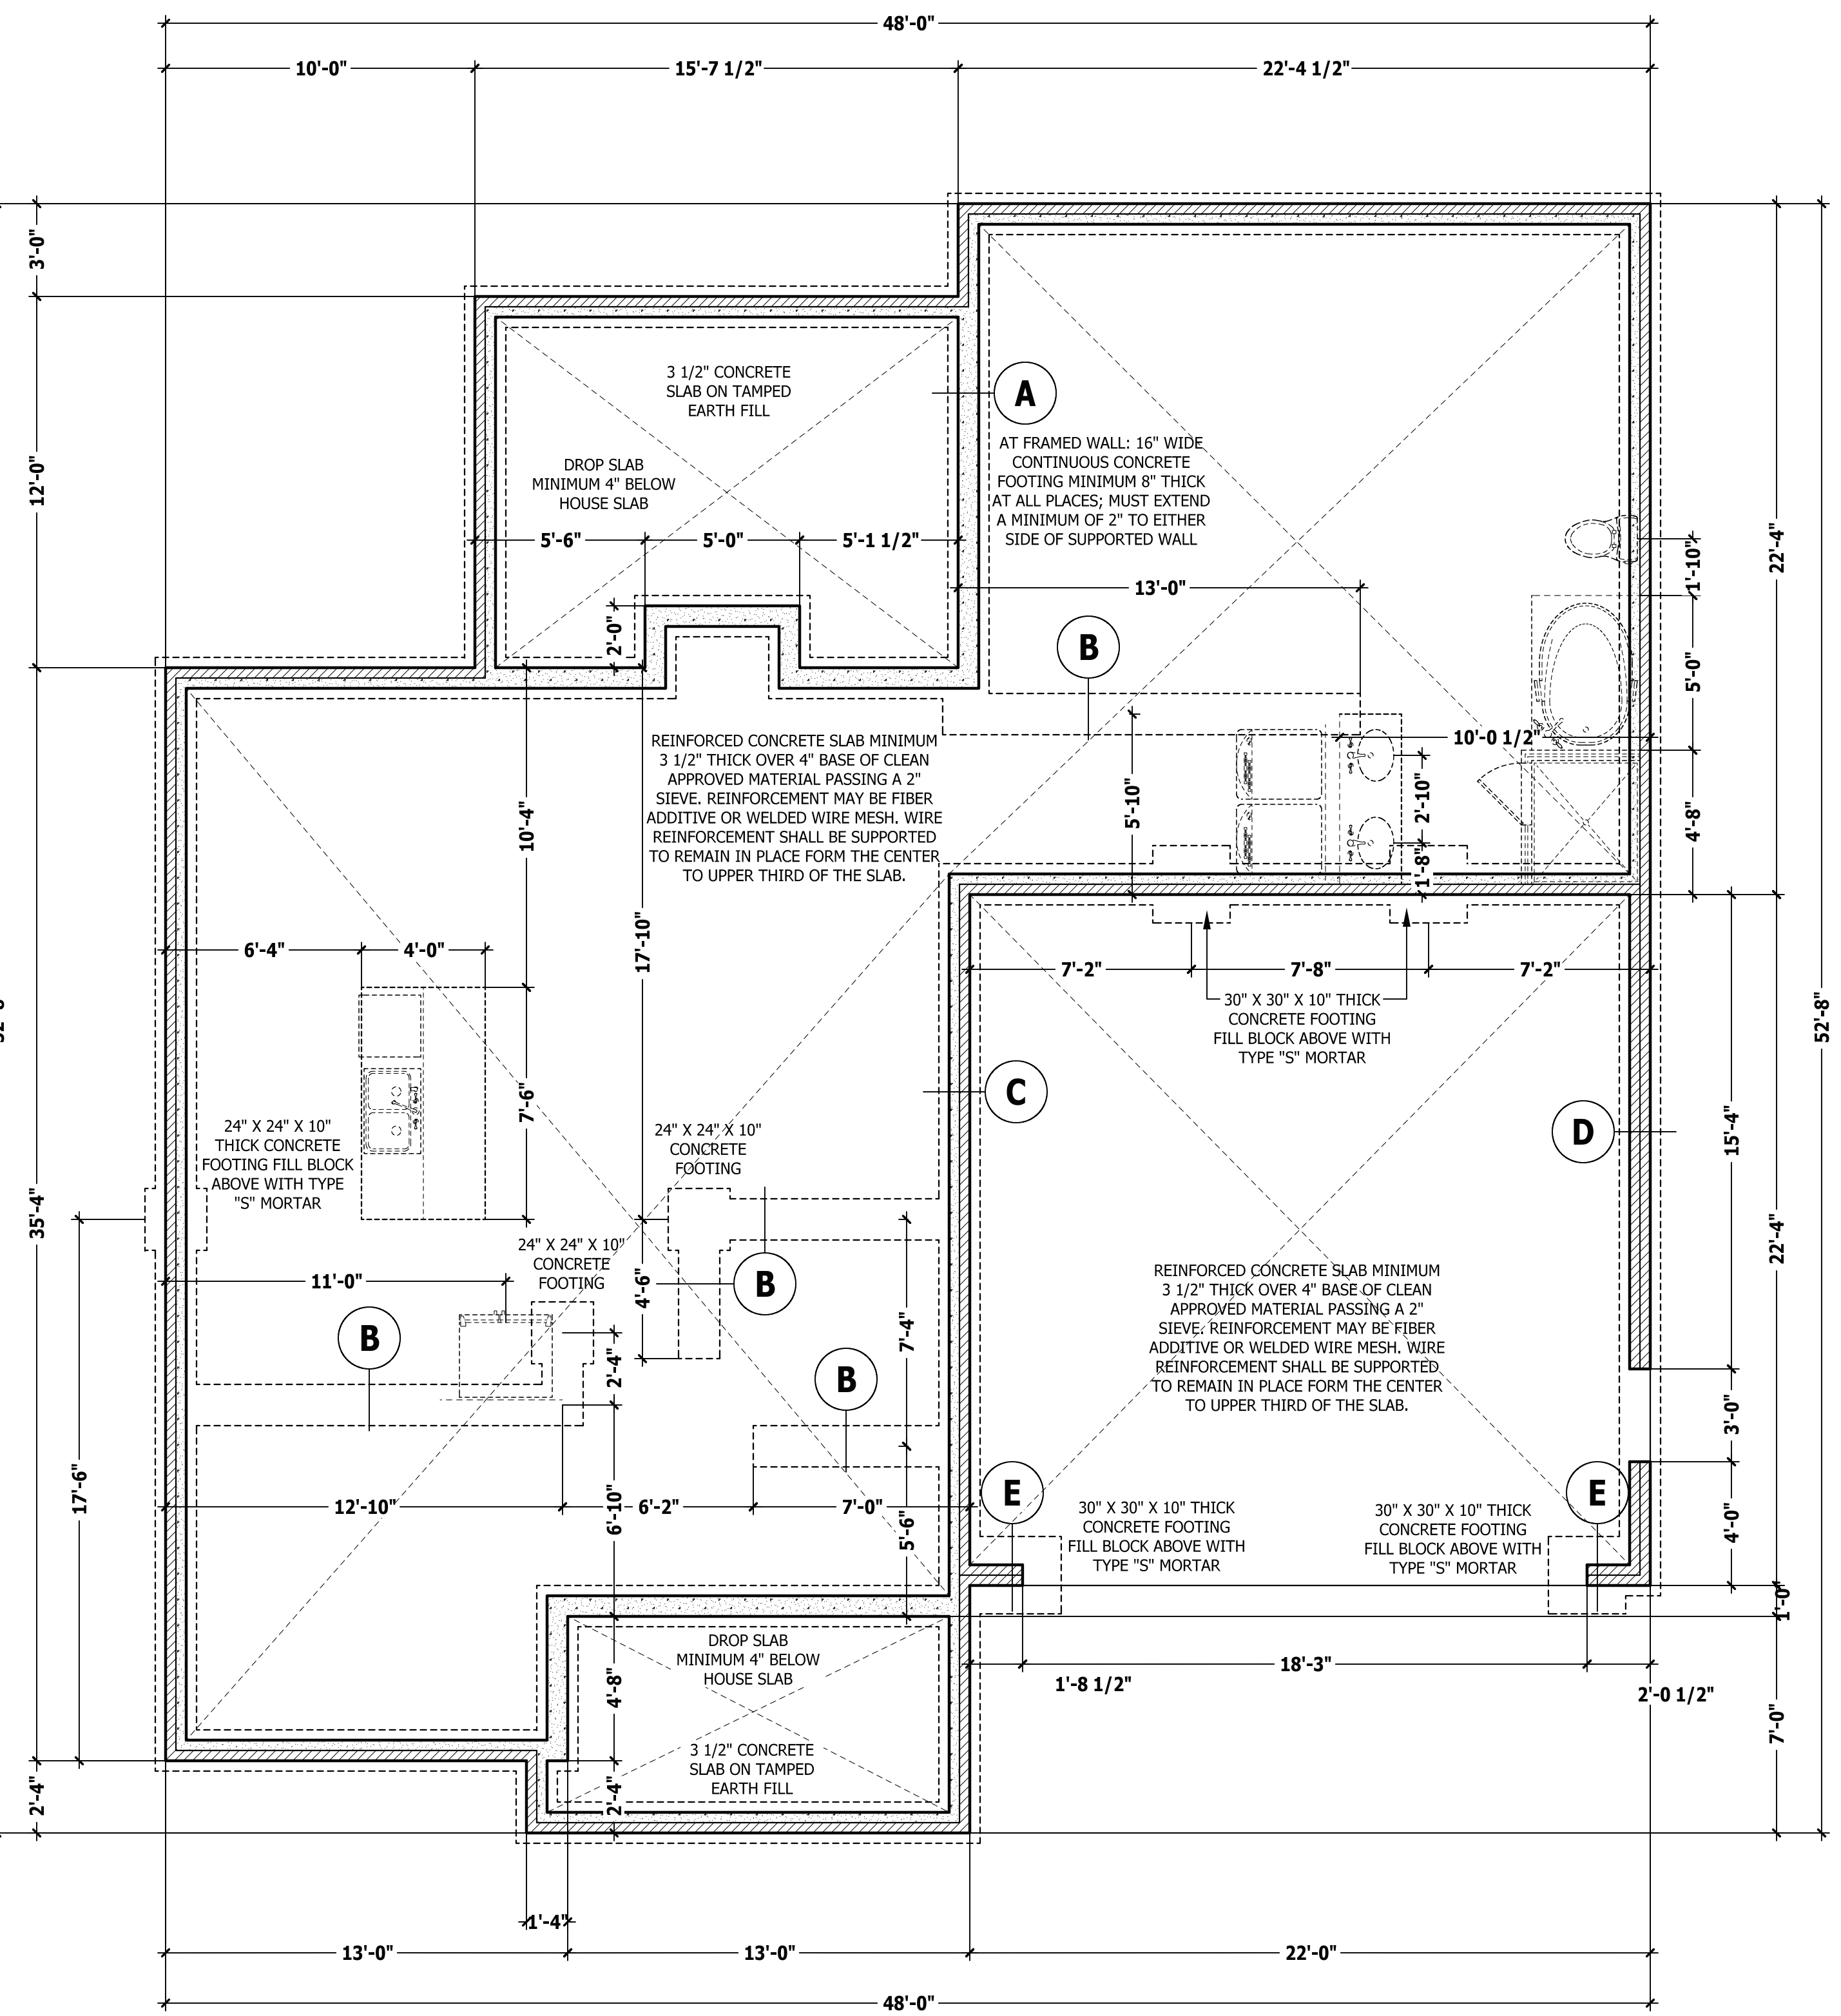 48'-0"
10'-0"
15'-7 1/2"
22'-4 1/2"
3'-0"
12'-0"
35'-4"
2'-4"
17'-6"
3 1/2" CONCRETE
SLAB ON TAMPED
EARTH FILL
DROP SLAB
MINIMUM 4" BELOW
HOUSE SLAB
5'-6"
5'-0"
5'-1 1/2"
2'-0"
A
AT FRAMED WALL: 16" WIDE
CONTINUOUS CONCRETE
FOOTING MINIMUM 8" THICK
AT ALL PLACES; MUST EXTEND
A MINIMUM OF 2" TO EITHER
SIDE OF SUPPORTED WALL
13'-0"
B
1'-10"
5'-0"
4'-8"
22'-4"
52'-8"
10'-0 1/2"
5'-10"
2'-10"
1'-8"
REINFORCED CONCRETE SLAB MINIMUM
3 1/2" THICK OVER 4" BASE OF CLEAN
APPROVED MATERIAL PASSING A 2"
SIEVE. REINFORCEMENT MAY BE FIBER
ADDITIVE OR WELDED WIRE MESH. WIRE
REINFORCEMENT SHALL BE SUPPORTED
TO REMAIN IN PLACE FORM THE CENTER
TO UPPER THIRD OF THE SLAB.
10'-4"
17'-10"
6'-4"
4'-0"
7'-6"
7'-2"
7'-8"
7'-2"
30" X 30" X 10" THICK
CONCRETE FOOTING
FILL BLOCK ABOVE WITH
TYPE "S" MORTAR
C
D
24" X 24" X 10"
THICK CONCRETE
FOOTING FILL BLOCK
ABOVE WITH TYPE
"S" MORTAR
24" X 24" X 10"
CONCRETE
FOOTING
24" X 24" X 10"
CONCRETE
FOOTING
11'-0"
B
4'-6"
B
2'-4"
7'-4"
B
15'-4"
22'-4"
3'-0"
4'-0"
REINFORCED CONCRETE SLAB MINIMUM
3 1/2" THICK OVER 4" BASE OF CLEAN
APPROVED MATERIAL PASSING A 2"
SIEVE. REINFORCEMENT MAY BE FIBER
ADDITIVE OR WELDED WIRE MESH. WIRE
REINFORCEMENT SHALL BE SUPPORTED
TO REMAIN IN PLACE FORM THE CENTER
TO UPPER THIRD OF THE SLAB.
12'-10"
6'-10"
6'-2"
7'-0"
5'-6"
E
30" X 30" X 10" THICK
CONCRETE FOOTING
FILL BLOCK ABOVE WITH
TYPE "S" MORTAR
30" X 30" X 10" THICK
CONCRETE FOOTING
FILL BLOCK ABOVE WITH
TYPE "S" MORTAR
E
1'-0"
DROP SLAB
MINIMUM 4" BELOW
HOUSE SLAB
4'-8"
3 1/2" CONCRETE
SLAB ON TAMPED
EARTH FILL
2'-4"
1'-8 1/2"
18'-3"
2'-0 1/2"
7'-0"
1'-4"
13'-0"
13'-0"
22'-0"
48'-0"